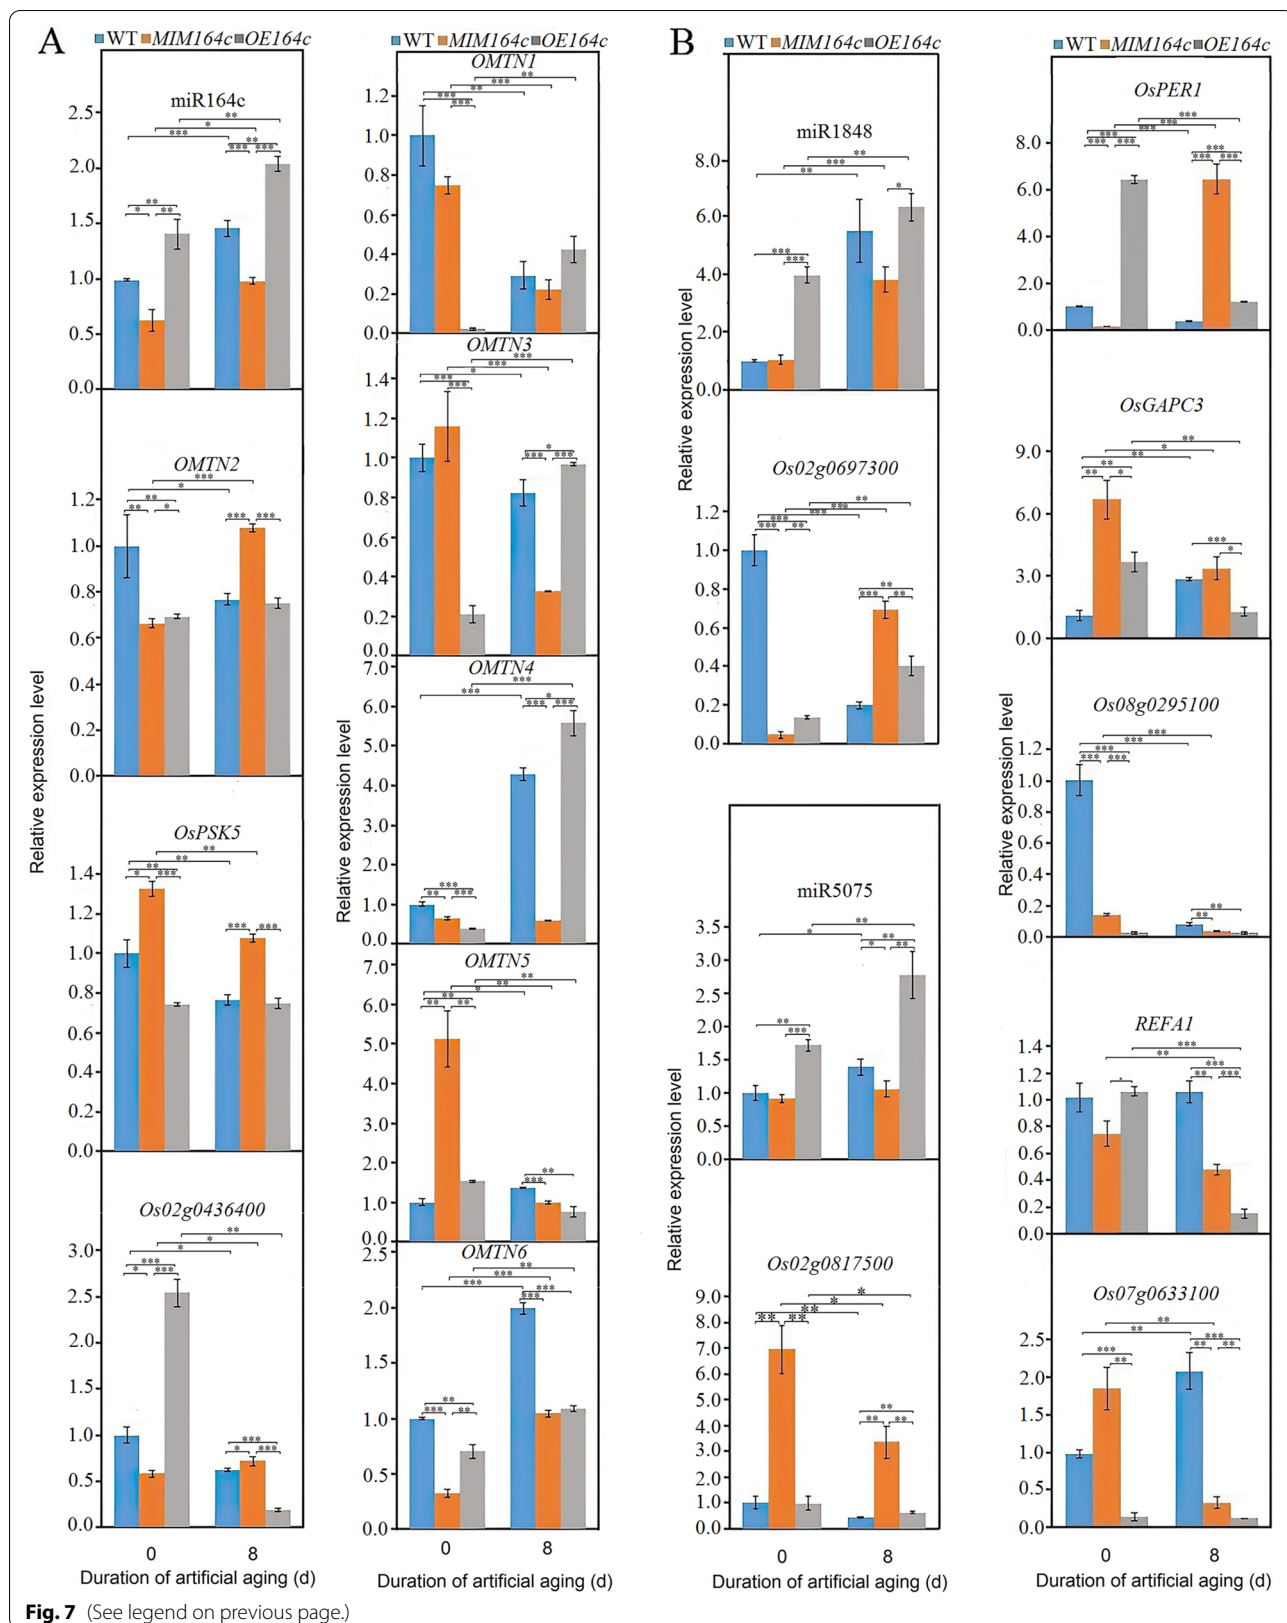 A
WT MIM164c OE164c
miR164c
** * *** ** *** *** ** * **
2.5
2.0
1.5
1.0
0.5
0.0
OMTN2
*** * ** ** * *** ***
1.2
1.0
0.8
0.6
0.4
0.2
0.0
OsPSK5
** ** ** * *** *** ***
1.4
1.2
1.0
0.8
0.6
0.4
0.2
0.0
Os02g0436400
** * * *** * *** *** * ***
3.0
2.5
2.0
1.5
1.0
0.5
0.0
Relative expression level
0 8
Duration of artificial aging (d)
WT MIM164c OE164c
OMTN1
** *** ** *** ***
1.2
1.0
0.8
0.6
0.4
0.2
0.0
OMTN3
*** *** * *** *** * *** ***
1.4
1.2
1.0
0.8
0.6
0.4
0.2
0.0
OMTN4
*** *** * *** *** *** ** ***
7.0
6.0
5.0
4.0
3.0
2.0
1.0
0.0
OMTN5
** ** * ** ** ** ** ***
7.0
6.0
5.0
4.0
3.0
2.0
1.0
0.0
OMTN6
** *** *** *** *** ** *** **
2.5
2.0
1.5
1.0
0.5
0.0
Relative expression level
0 8
Duration of artificial aging (d)
B
WT MIM164c OE164c
miR1848
** *** ** * *** ***
8.0
6.0
4.0
2.0
0.0
Os02g0697300
** *** *** *** *** ** ** *** **
1.2
1.0
0.8
0.6
0.4
0.2
0.0
miR5075
** * ** * ** ** ***
3.5
3.0
2.5
2.0
1.5
1.0
0.5
0.0
Os02g0817500
* * ** ** ** ** ** **
9.0
8.0
7.0
6.0
5.0
4.0
3.0
2.0
1.0
0.0
Relative expression level
Relative expression level
0 8
Duration of artificial aging (d)
WT MIM164c OE164c
OsPER1
*** *** *** *** *** *** *** *** ***
8.0
6.0
4.0
2.0
0.0
OsGAPC3
** * ** ** ** * *** *
9.0
6.0
3.0
0.0
Os08g0295100
*** *** *** *** *** ** **
1.2
1.0
0.8
0.6
0.4
0.2
0.0
REFA1
*** ** *** ** *** *
1.4
1.2
1.0
0.8
0.6
0.4
0.2
0.0
Os07g0633100
** ** *** ** ** *** **
2.5
2.0
1.5
1.0
0.5
0.0
Relative expression level
0 8
Duration of artificial aging (d)
Fig. 7 (See legend on previous page.)